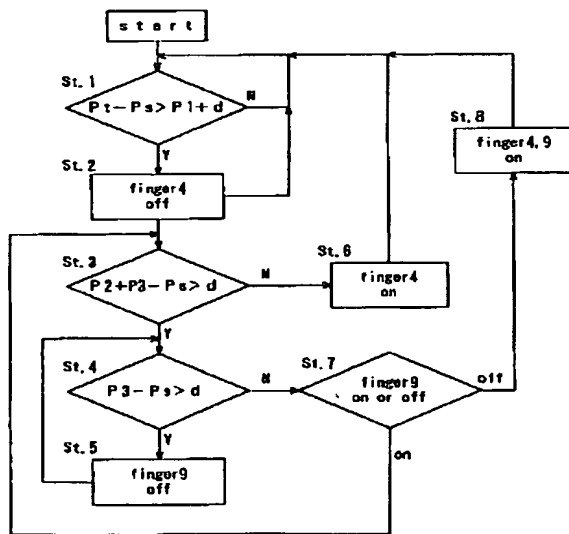 start
St.1
Pt-Ps>P1+d
N
Y
St.2
finger4
off
St.3
P2+P3-Ps>d
N
Y
St.6
finger4
on
St.8
finger4,9
on
St.4
P3-Ps>d
N
Y
St.7
finger9
on or off
off
on
St.5
finger9
off